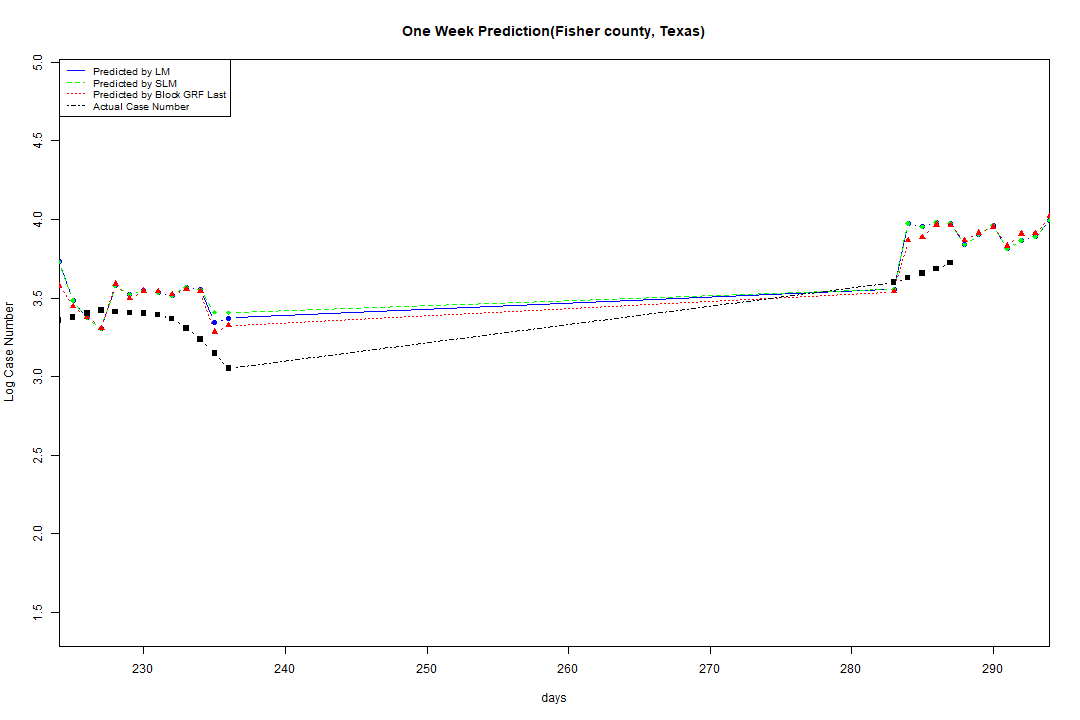 One Week Prediction(Fisher county, Texas)
Predicted by LM
Predicted by SLM
Predicted by Block GRF Last
Actual Case Number
Log Case Number
5.0
4.5
4.0
3.5
3.0
2.5
2.0
1.5
230 240 250 260 270 280 290
days